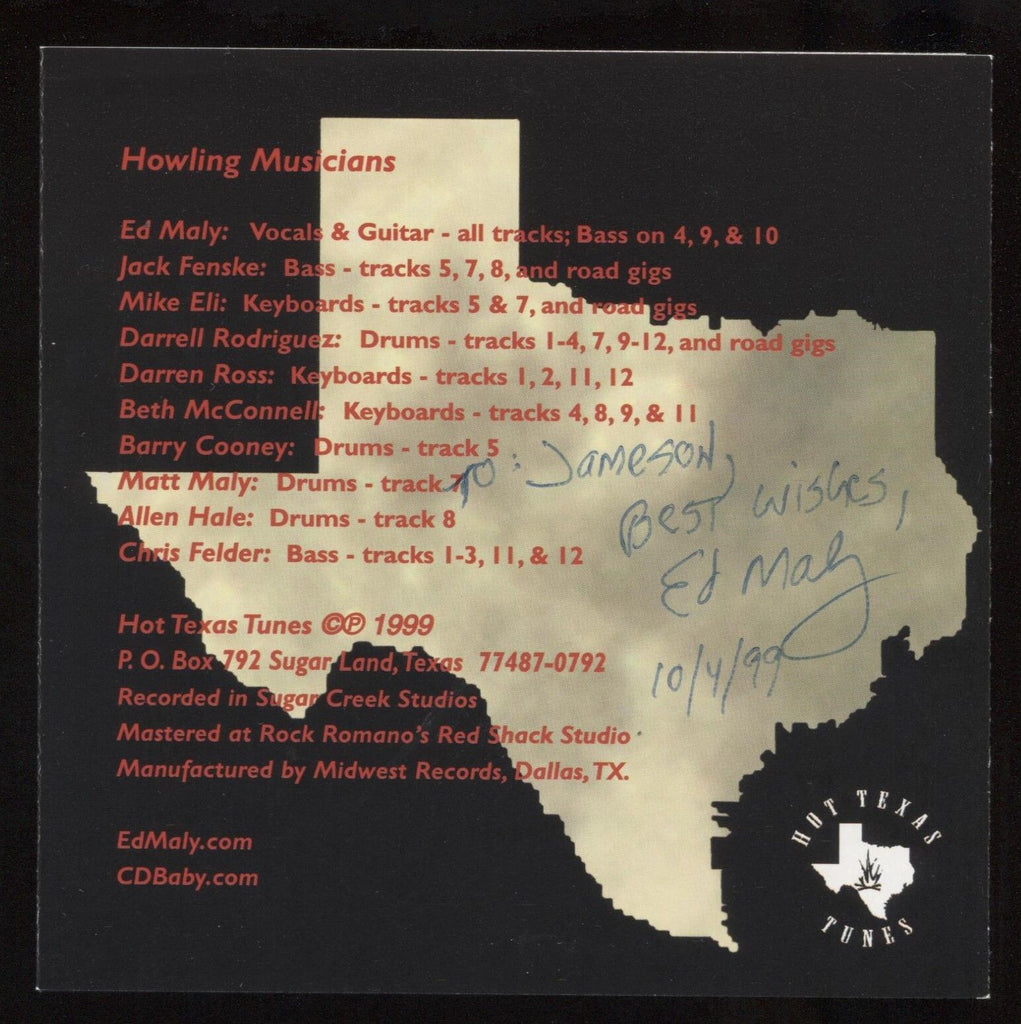 Howling Musicians
Ed Maly: Vocals & Guitar - all tracks; Bass on 4, 9, & 10
Jack Fenske: Bass - tracks 5, 7, 8, and road gigs
Mike Eli: Keyboards - tracks 5 & 7, and road gigs
Darrell Rodriguez: Drums - tracks 1-4, 7, 9-12, and road gigs
Darren Ross: Keyboards - tracks 1, 2, 11, 12
Beth McConnell: Keyboards - tracks 4, 8, 9, & 11
Barry Cooney: Drums - track 5
Matt Maly: Drums - track 7
Allen Hale: Drums - track 8
Chris Felder: Bass - tracks 1-3, 11, & 12
To: Jameson,
Best wishes,
Ed Maly
10/4/99
Hot Texas Tunes ©℗ 1999
P. O. Box 792 Sugar Land, Texas 77487-0792
Recorded in Sugar Creek Studios
Mastered at Rock Romano's Red Shack Studio
Manufactured by Midwest Records, Dallas, TX.
EdMaly.com
CDBaby.com
HOT TEXAS
TUNES